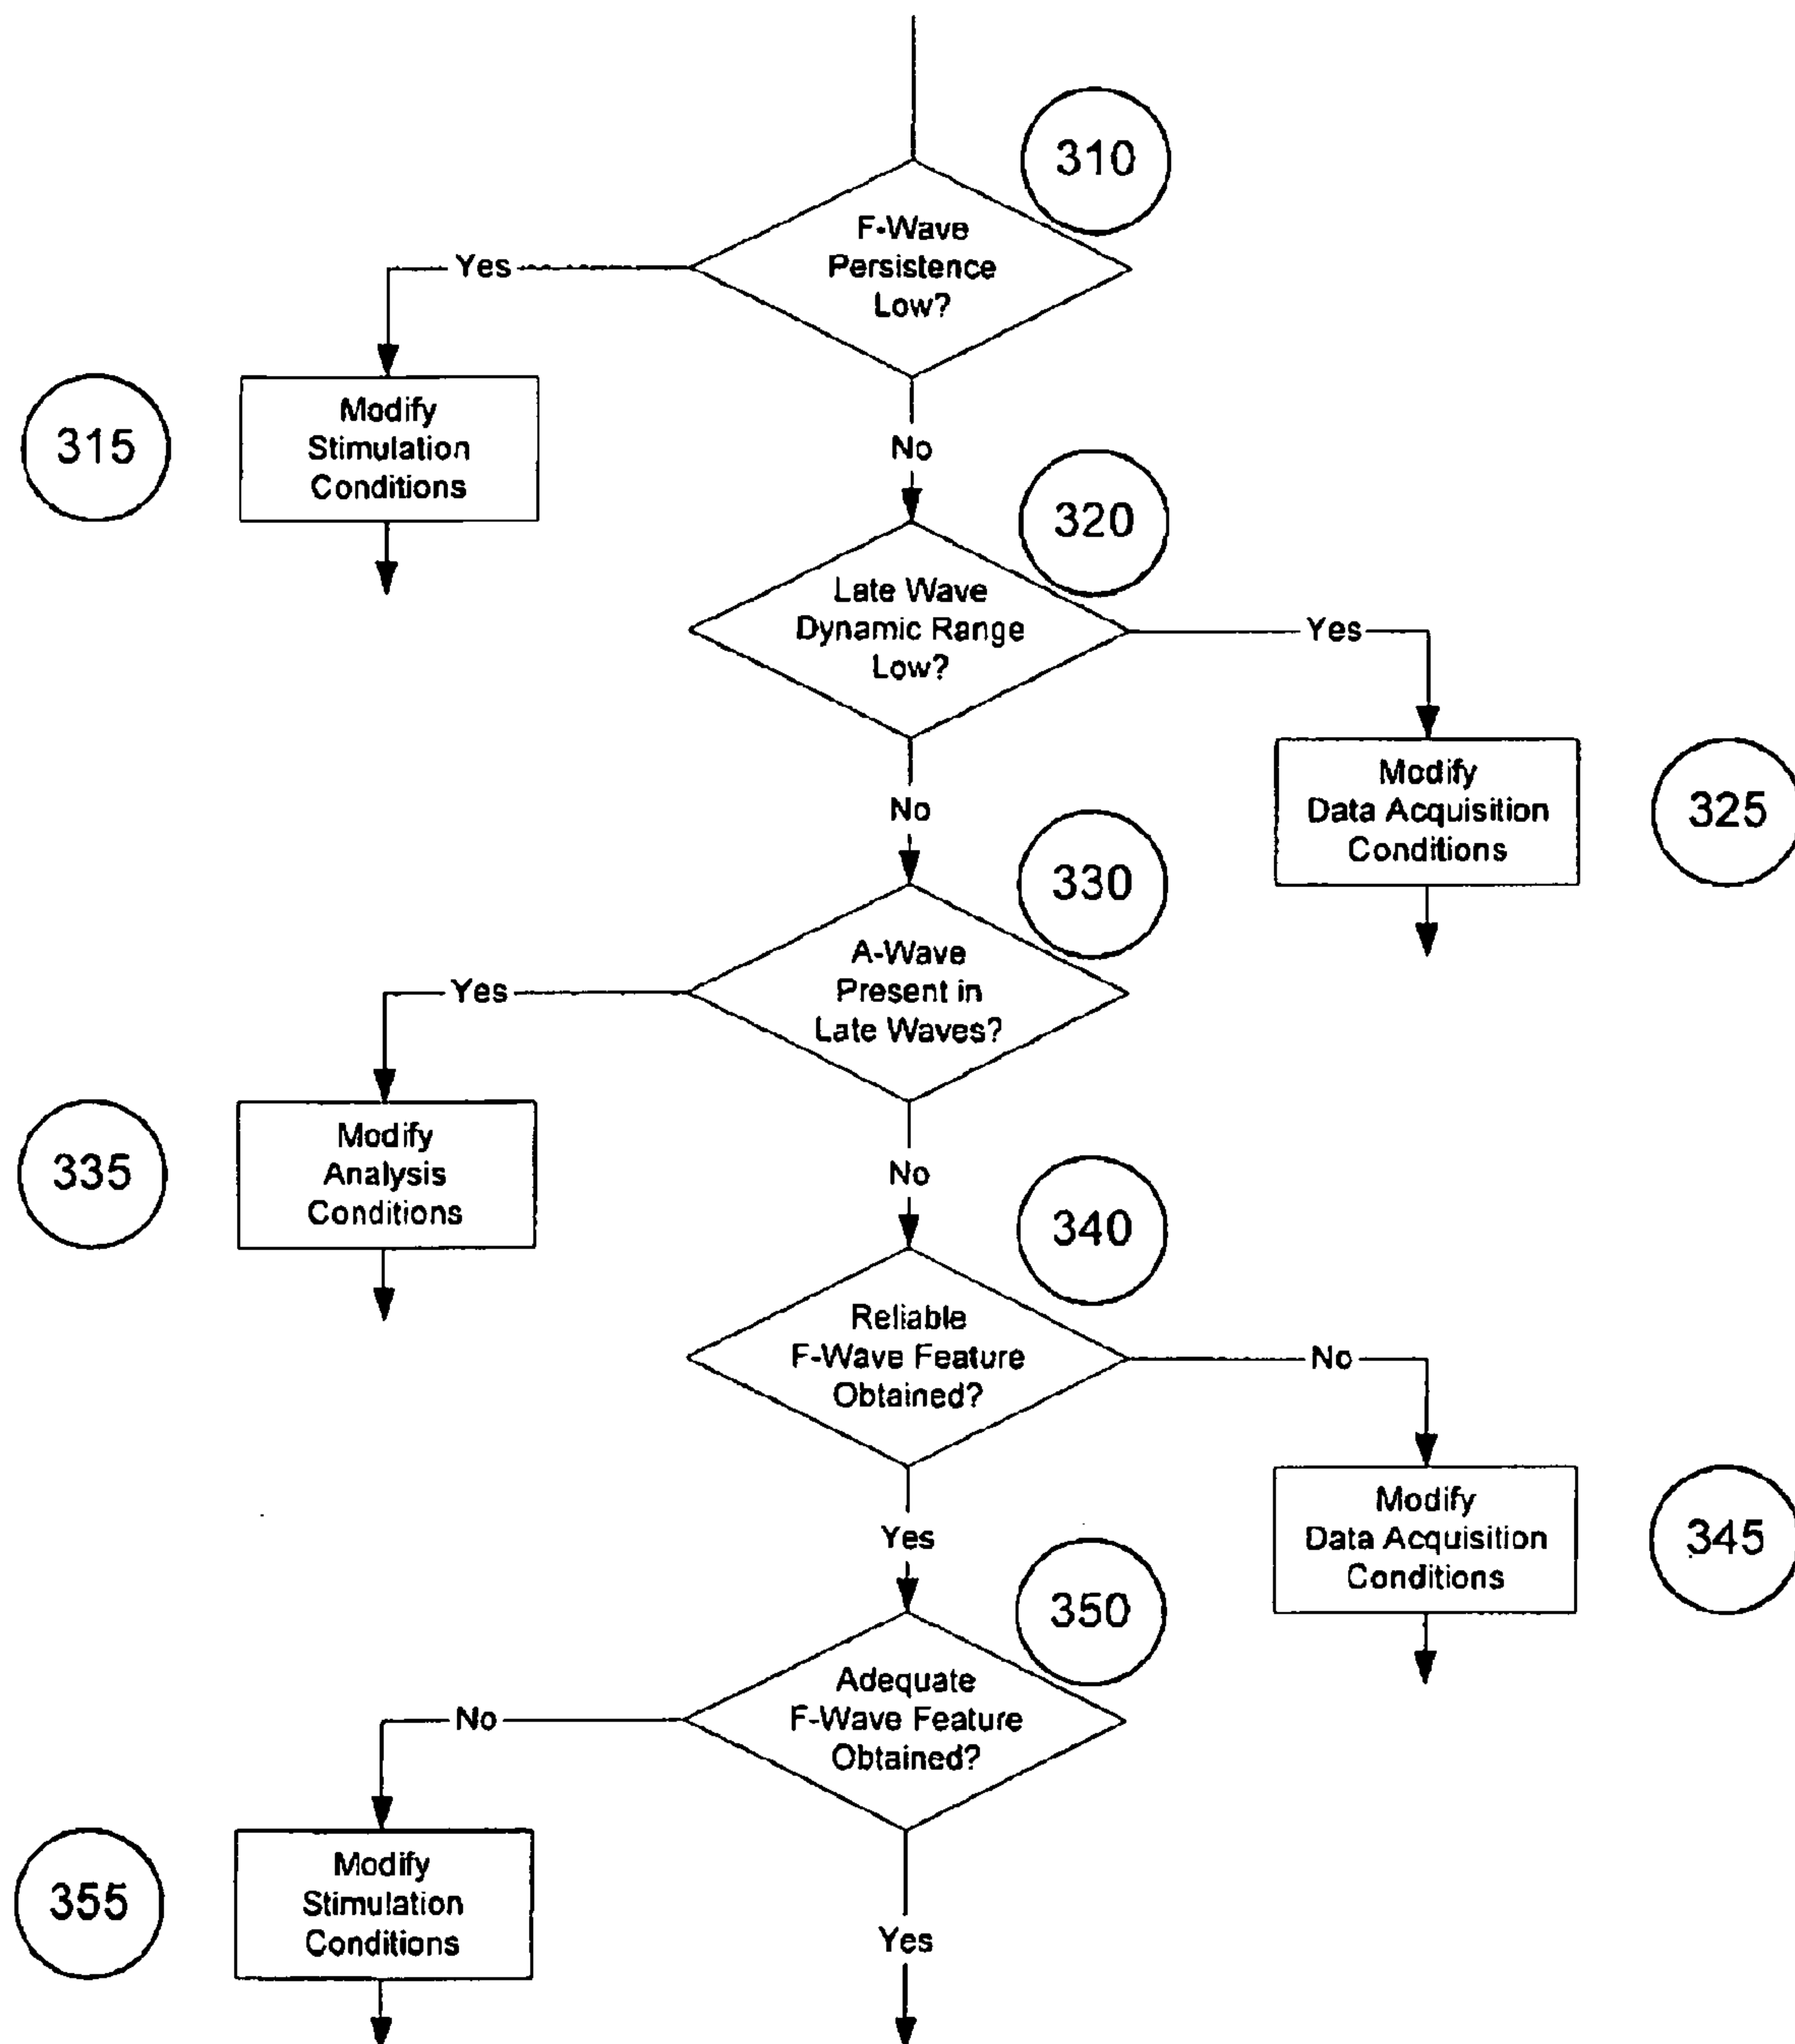 310
F-Wave
Persistence
Low?
Yes
315
Modify
Stimulation
Conditions
No
320
Late Wave
Dynamic Range
Low?
Yes
Modify
Data Acquisition
Conditions
325
No
330
A-Wave
Present in
Late Waves?
Yes
335
Modify
Analysis
Conditions
No
340
Reliable
F-Wave Feature
Obtained?
No
Modify
Data Acquisition
Conditions
345
Yes
350
Adequate
F-Wave Feature
Obtained?
No
355
Modify
Stimulation
Conditions
Yes